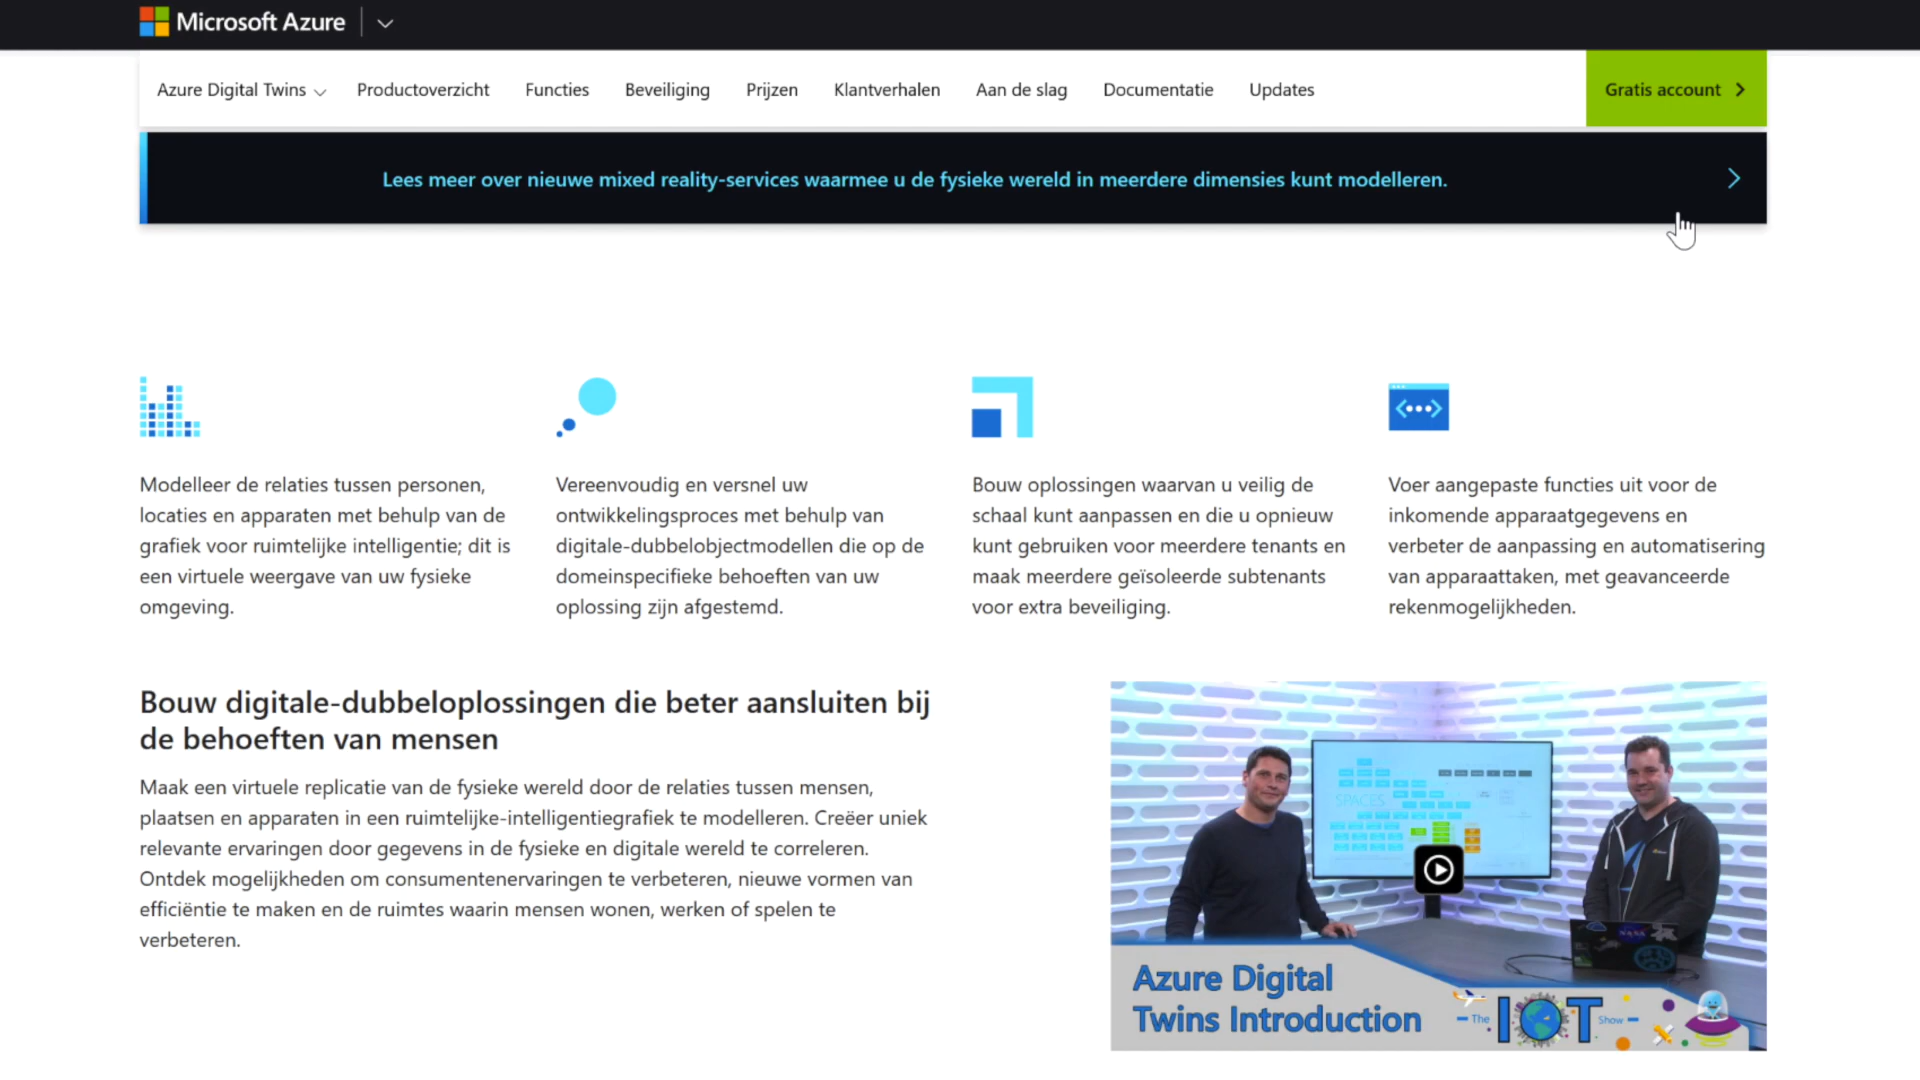 Microsoft Azure
Azure Digital Twins
Productoverzicht
Functies
Beveiliging
Prijzen
Klantverhalen
Aan de slag
Documentatie
Updates
Gratis account
Lees meer over nieuwe mixed reality-services waarmee u de fysieke wereld in meerdere dimensies kunt modelleren.
Modelleer de relaties tussen personen,
locaties en apparaten met behulp van de
grafiek voor ruimtelijke intelligentie; dit is
een virtuele weergave van uw fysieke
omgeving.
Vereenvoudig en versnel uw
ontwikkelingsproces met behulp van
digitale-dubbelobjectmodellen die op de
domeinspecifieke behoeften van uw
oplossing zijn afgestemd.
Bouw oplossingen waarvan u veilig de
schaal kunt aanpassen en die u opnieuw
kunt gebruiken voor meerdere tenants en
maak meerdere geïsoleerde subtenants
voor extra beveiliging.
Voer aangepaste functies uit voor de
inkomende apparaatgegevens en
verbeter de aanpassing en automatisering
van apparaattaken, met geavanceerde
rekenmogelijkheden.
Bouw digitale-dubbeloplossingen die beter aansluiten bij
de behoeften van mensen
Maak een virtuele replicatie van de fysieke wereld door de relaties tussen mensen,
plaatsen en apparaten in een ruimtelijke-intelligentiegrafiek te modelleren. Creëer uniek
relevante ervaringen door gegevens in de fysieke en digitale wereld te correleren.
Ontdek mogelijkheden om consumentenervaringen te verbeteren, nieuwe vormen van
efficiëntie te maken en de ruimtes waarin mensen wonen, werken of spelen te
verbeteren.
SPACES
NASA
Azure Digital
Twins Introduction
The IOT Show